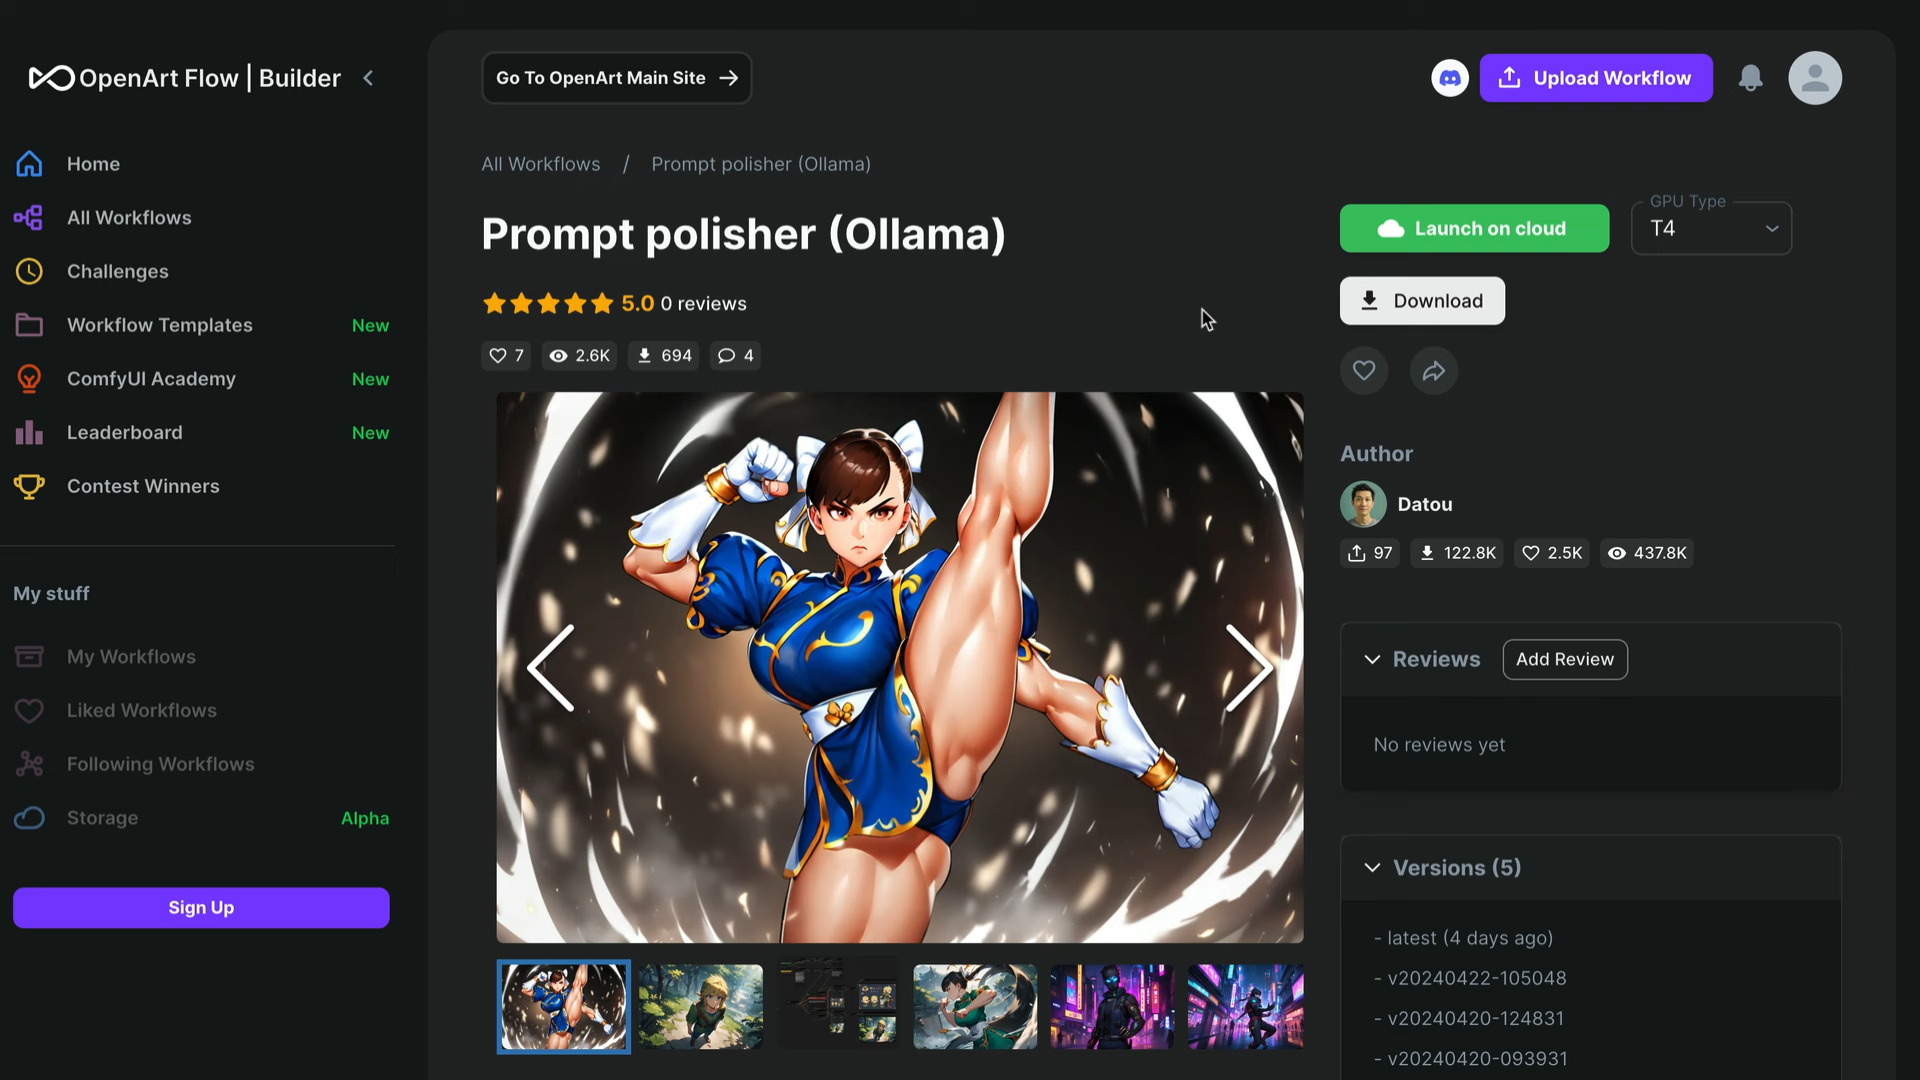 OpenArt Flow | Builder
Home
All Workflows
Challenges
Workflow Templates New
ComfyUI Academy New
Leaderboard New
Contest Winners
My stuff
My Workflows
Liked Workflows
Following Workflows
Storage Alpha
Sign Up
Go To OpenArt Main Site
Upload Workflow
All Workflows / Prompt polisher (Ollama)
Prompt polisher (Ollama)
5.0 0 reviews
7 2.6K 694 4
Launch on cloud
GPU Type
T4
Download
Author
Datou
97 122.8K 2.5K 437.8K
Reviews Add Review
No reviews yet
Versions (5)
- latest (4 days ago)
- v20240422-105048
- v20240420-124831
- v20240420-093931